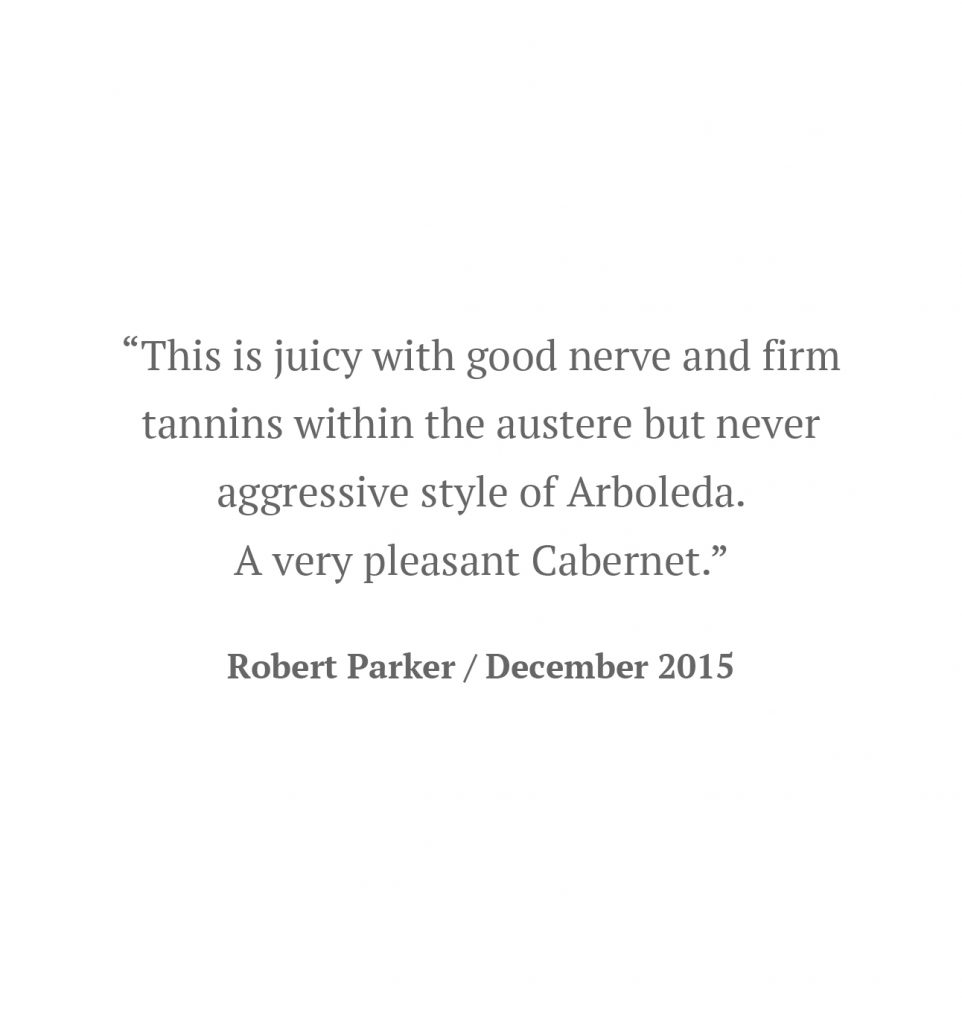 “This is juicy with good nerve and firm
tannins within the austere but never
aggressive style of Arboleda.
A very pleasant Cabernet.”
Robert Parker / December 2015